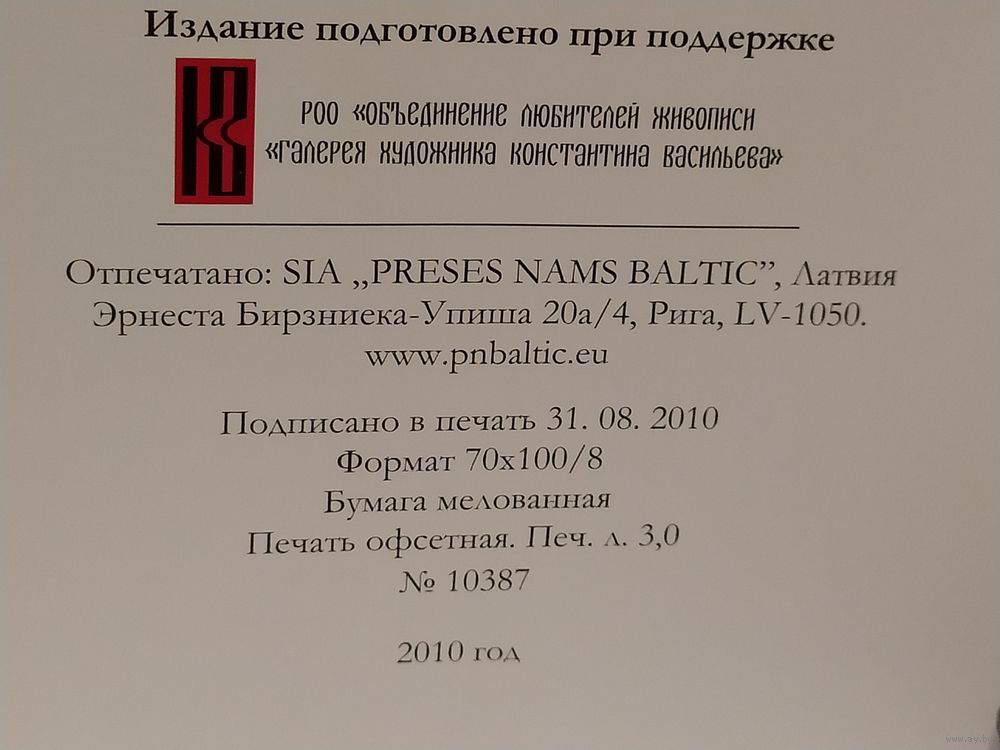 Издание подготовлено при поддержке
РОО «ОБЪЕДИНЕНИЕ ЛЮБИТЕЛЕЙ ЖИВОПИСИ
«ГАЛЕРЕЯ ХУДОЖНИКА КОНСТАНТИНА ВАСИЛЬЕВА»
Отпечатано: SIA „PRESES NAMS BALTIC”, Латвия
Эрнеста Бирзниека-Упиша 20а/4, Рига, LV-1050.
www.pnbaltic.eu
Подписано в печать 31. 08. 2010
Формат 70x100/8
Бумага мелованная
Печать офсетная. Печ. л. 3,0
№ 10387
2010 год